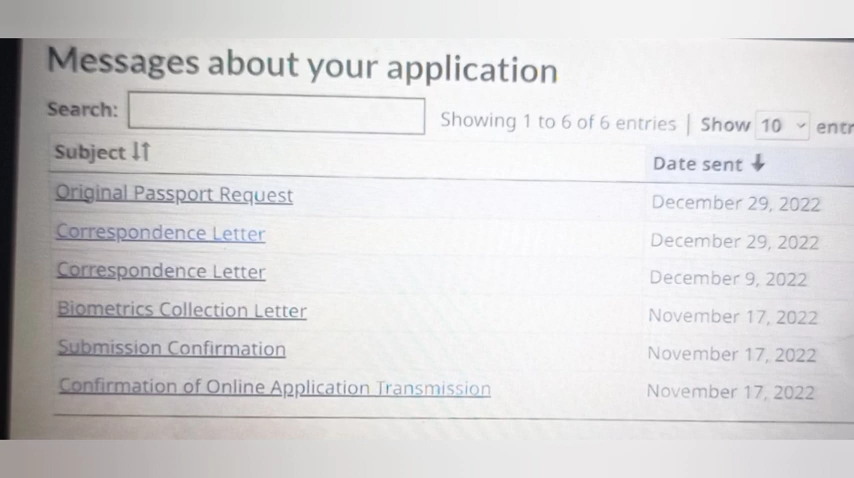 Messages about your application
Search:
Showing 1 to 6 of 6 entries | Show 10 entr
Subject ↓↑ Date sent ↓
Original Passport Request December 29, 2022
Correspondence Letter December 29, 2022
Correspondence Letter December 9, 2022
Biometrics Collection Letter November 17, 2022
Submission Confirmation November 17, 2022
Confirmation of Online Application Transmission November 17, 2022